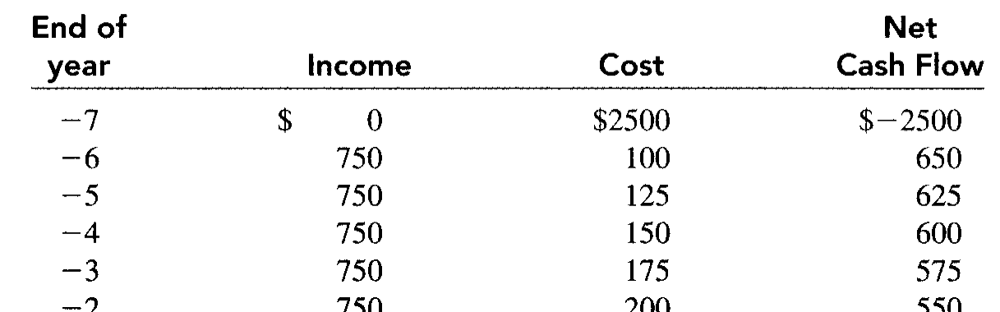 End of Net
year Income Cost Cash Flow
−7 $ 0 $2500 $−2500
−6 750 100 650
−5 750 125 625
−4 750 150 600
−3 750 175 575
−2 750 200 550